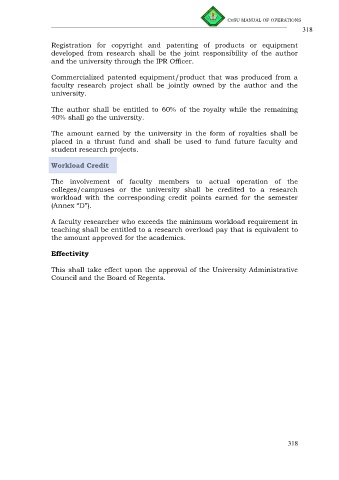 CvSU MANUAL OF OPERATIONS
318
Registration for copyright and patenting of products or equipment
developed from research shall be the joint responsibility of the author
and the university through the IPR Officer.
Commercialized patented equipment/product that was produced from a
faculty research project shall be jointly owned by the author and the
university.
The author shall be entitled to 60% of the royalty while the remaining
40% shall go the university.
The amount earned by the university in the form of royalties shall be
placed in a thrust fund and shall be used to fund future faculty and
student research projects.
Workload Credit
The involvement of faculty members to actual operation of the
colleges/campuses or the university shall be credited to a research
workload with the corresponding credit points earned for the semester
(Annex “D”).
A faculty researcher who exceeds the minimum workload requirement in
teaching shall be entitled to a research overload pay that is equivalent to
the amount approved for the academics.
Effectivity
This shall take effect upon the approval of the University Administrative
Council and the Board of Regents.
318